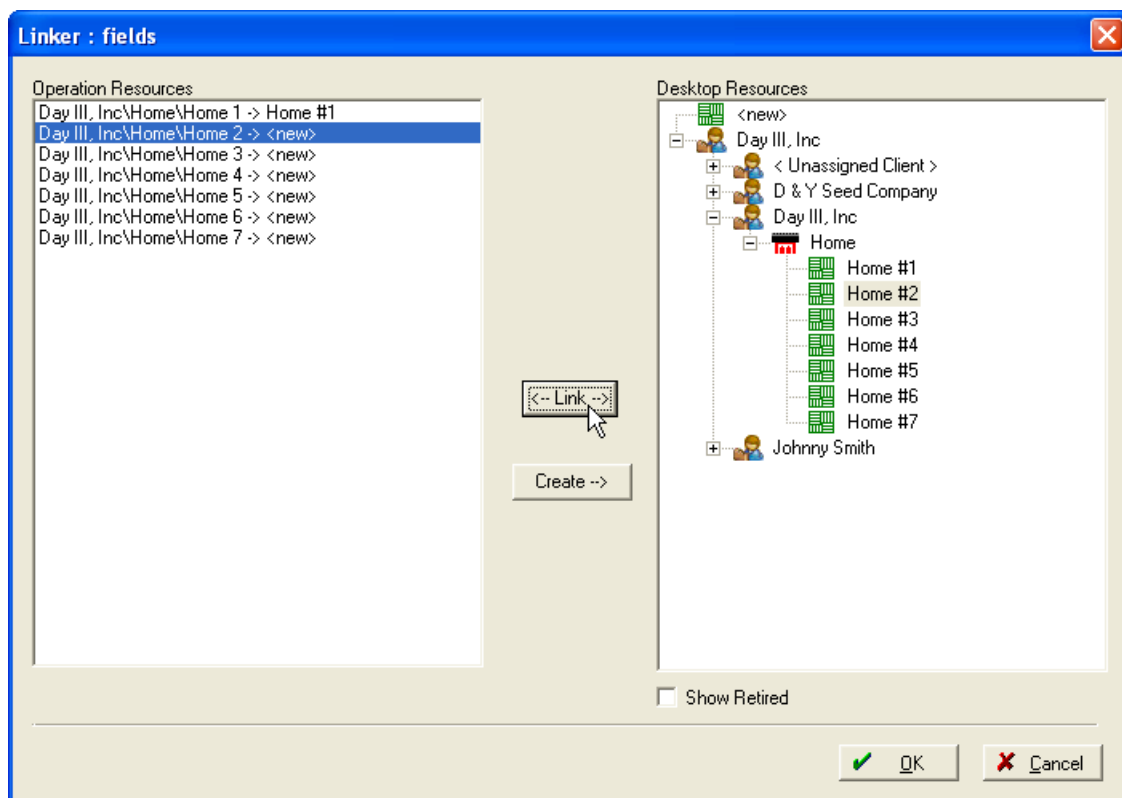 Linker : fields
Operation Resources
Day III, Inc\Home\Home 1 -> Home #1
Day III, Inc\Home\Home 2 -> <new>
Day III, Inc\Home\Home 3 -> <new>
Day III, Inc\Home\Home 4 -> <new>
Day III, Inc\Home\Home 5 -> <new>
Day III, Inc\Home\Home 6 -> <new>
Day III, Inc\Home\Home 7 -> <new>
<-- Link -->
Create -->
Desktop Resources
<new>
Day III, Inc
< Unassigned Client >
D & Y Seed Company
Day III, Inc
Home
Home #1
Home #2
Home #3
Home #4
Home #5
Home #6
Home #7
Johnny Smith
Show Retired
OK
Cancel